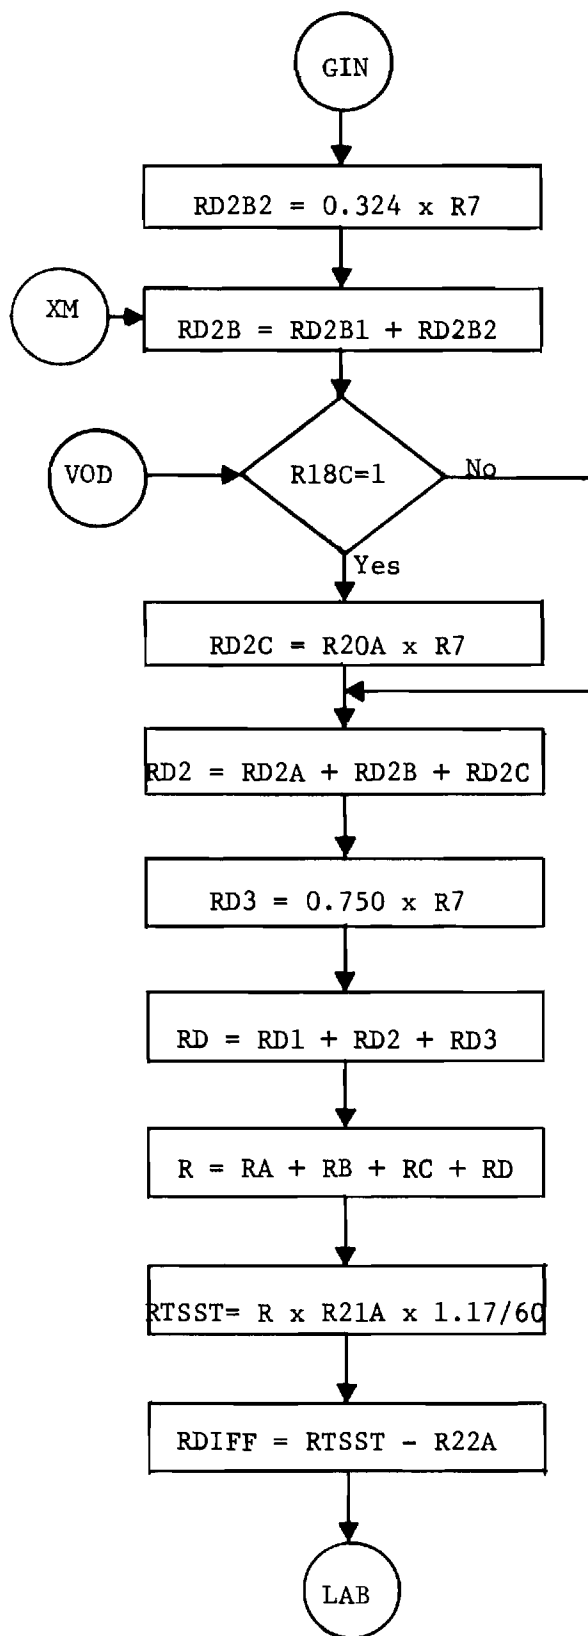 GIN
RD2B2 = 0.324 x R7
XM
RD2B = RD2B1 + RD2B2
VOD
R18C=1
No
Yes
RD2C = R20A x R7
RD2 = RD2A + RD2B + RD2C
RD3 = 0.750 x R7
RD = RD1 + RD2 + RD3
R = RA + RB + RC + RD
RTSST= R x R21A x 1.17/60
RDIFF = RTSST - R22A
LAB